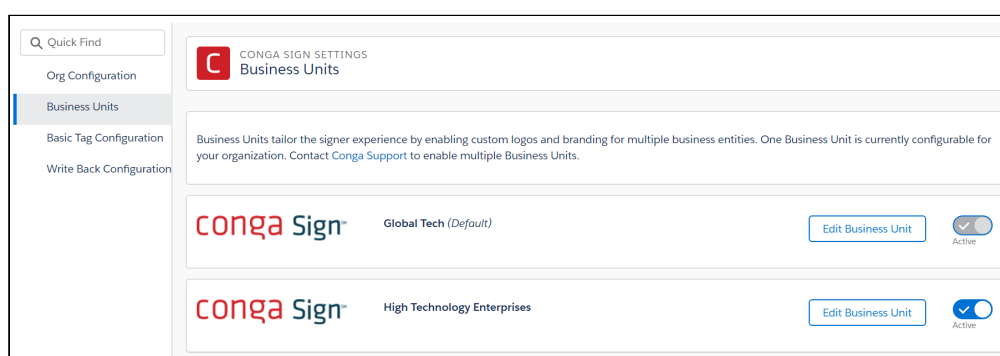 Quick Find
Org Configuration
Business Units
Basic Tag Configuration
Write Back Configuration
C
CONGA SIGN SETTINGS
Business Units
Business Units tailor the signer experience by enabling custom logos and branding for multiple business entities. One Business Unit is currently configurable for
your organization. Contact Conga Support to enable multiple Business Units.
conga Sign℠
Global Tech (Default)
Edit Business Unit
Active
conga Sign℠
High Technology Enterprises
Edit Business Unit
Active